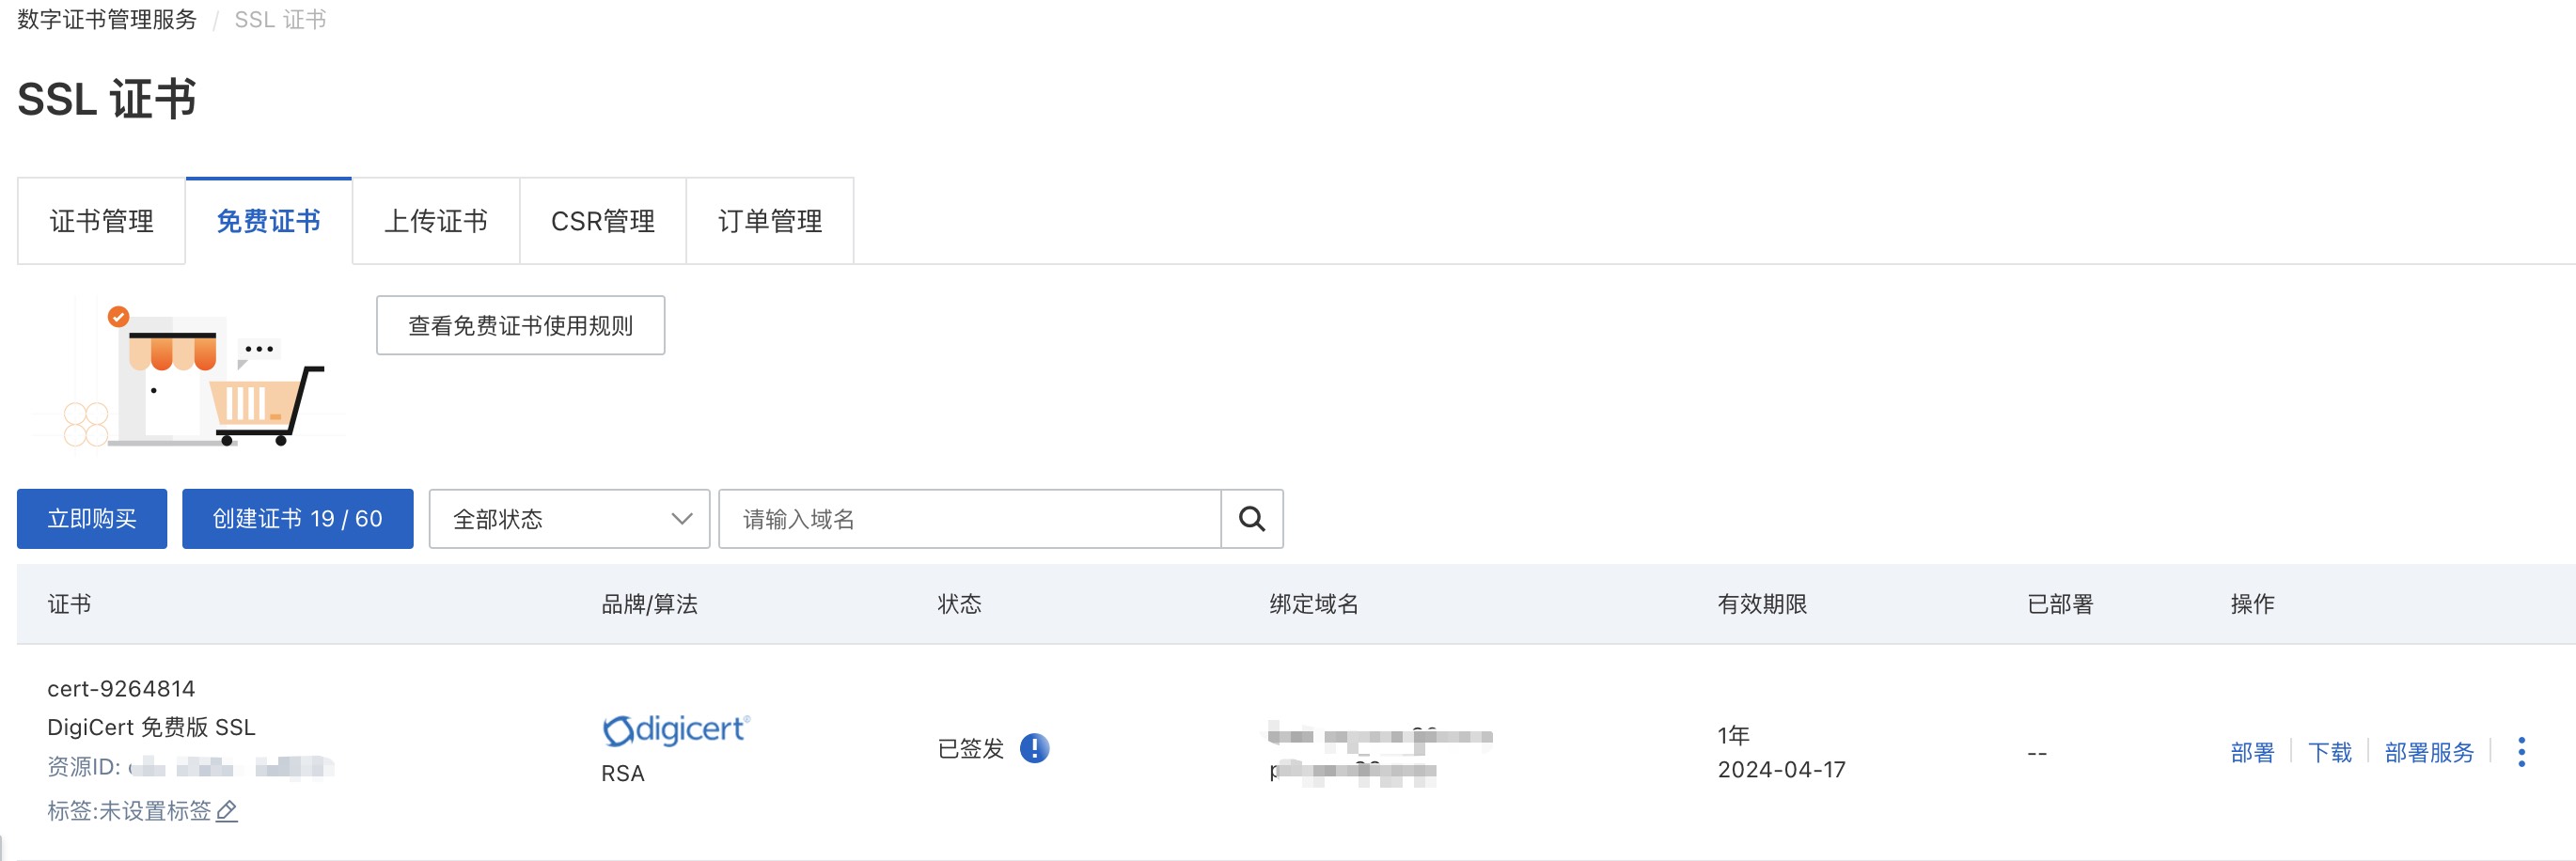 数字证书管理服务 / SSL 证书
SSL 证书
证书管理 免费证书 上传证书 CSR管理 订单管理
查看免费证书使用规则
立即购买 创建证书 19 / 60 全部状态 请输入域名
证书 品牌/算法 状态 绑定域名 有效期限 已部署 操作
cert-9264814
DigiCert 免费版 SSL
资源ID:
标签:未设置标签
digicert®
RSA
已签发
1年
2024-04-17
--
部署 下载 部署服务